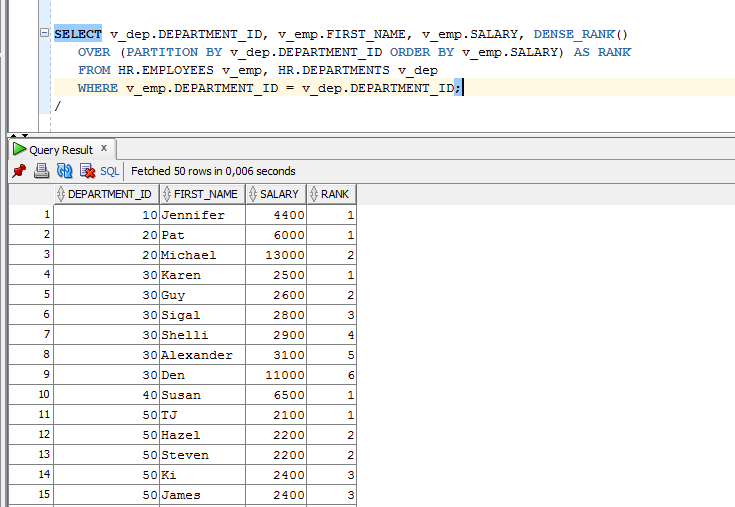 SELECT v_dep.DEPARTMENT_ID, v_emp.FIRST_NAME, v_emp.SALARY, DENSE_RANK()
OVER (PARTITION BY v_dep.DEPARTMENT_ID ORDER BY v_emp.SALARY) AS RANK
FROM HR.EMPLOYEES v_emp, HR.DEPARTMENTS v_dep
WHERE v_emp.DEPARTMENT_ID = v_dep.DEPARTMENT_ID;
/
Query Result x
SQL Fetched 50 rows in 0,006 seconds
DEPARTMENT_ID FIRST_NAME SALARY RANK
1 10 Jennifer 4400 1
2 20 Pat 6000 1
3 20 Michael 13000 2
4 30 Karen 2500 1
5 30 Guy 2600 2
6 30 Sigal 2800 3
7 30 Shelli 2900 4
8 30 Alexander 3100 5
9 30 Den 11000 6
10 40 Susan 6500 1
11 50 TJ 2100 1
12 50 Hazel 2200 2
13 50 Steven 2200 2
14 50 Ki 2400 3
15 50 James 2400 3